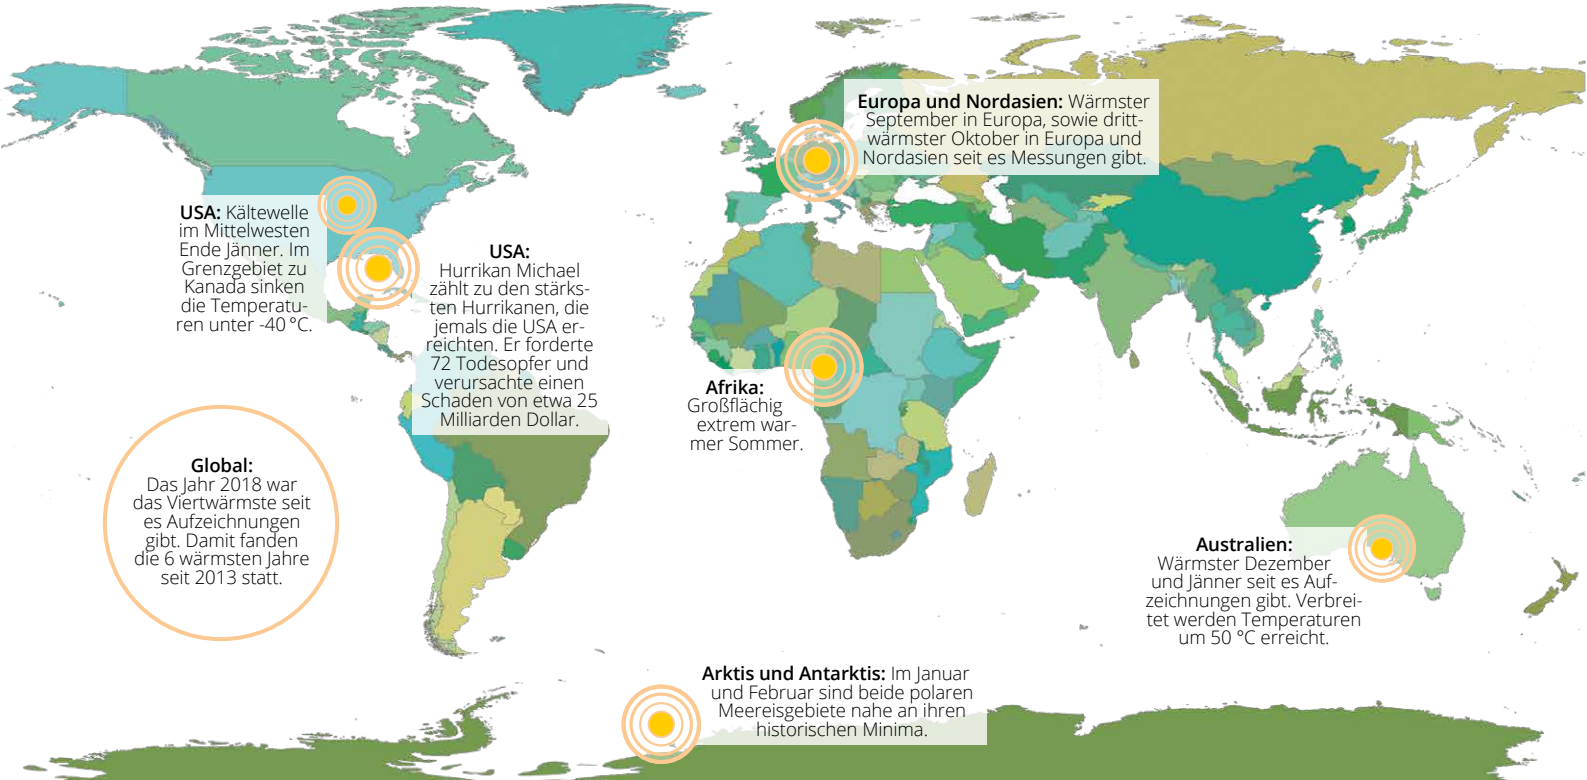 Europa und Nordasien: Wärmster
September in Europa, sowie dritt-
wärmster Oktober in Europa und
Nordasien seit es Messungen gibt.
USA: Kältewelle
im Mittelwesten
Ende Jänner. Im
Grenzgebiet zu
Kanada sinken
die Temperatu-
ren unter -40 °C.
USA:
Hurrikan Michael
zählt zu den stärks-
ten Hurrikanen, die
jemals die USA er-
reichten. Er forderte
72 Todesopfer und
verursachte einen
Schaden von etwa 25
Milliarden Dollar.
Afrika:
Großflächig
extrem war-
mer Sommer.
Global:
Das Jahr 2018 war
das Viertwärmste seit
es Aufzeichnungen
gibt. Damit fanden
die 6 wärmsten Jahre
seit 2013 statt.
Australien:
Wärmster Dezember
und Jänner seit es Auf-
zeichnungen gibt. Verbrei-
tet werden Temperaturen
um 50 °C erreicht.
Arktis und Antarktis: Im Januar
und Februar sind beide polaren
Meereisgebiete nahe an ihren
historischen Minima.